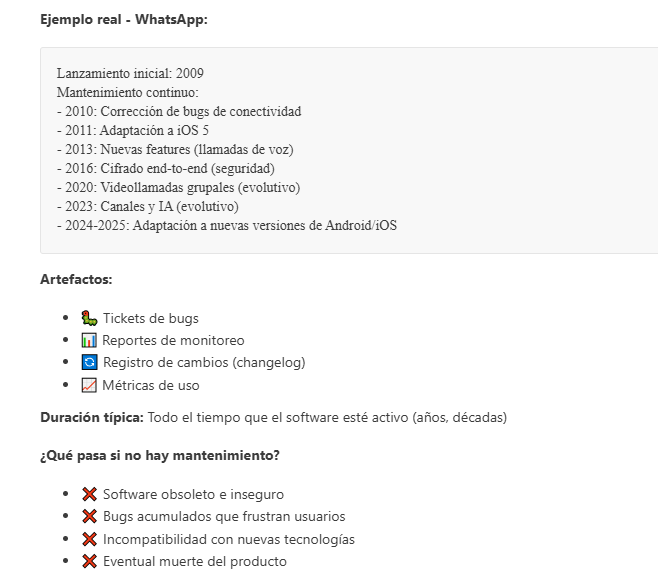 Ejemplo real - WhatsApp:
Lanzamiento inicial: 2009
Mantenimiento continuo:
- 2010: Corrección de bugs de conectividad
- 2011: Adaptación a iOS 5
- 2013: Nuevas features (llamadas de voz)
- 2016: Cifrado end-to-end (seguridad)
- 2020: Videollamadas grupales (evolutivo)
- 2023: Canales y IA (evolutivo)
- 2024-2025: Adaptación a nuevas versiones de Android/iOS
Artefactos:
• 🐛 Tickets de bugs
• 📊 Reportes de monitoreo
• 🔄 Registro de cambios (changelog)
• 📈 Métricas de uso
Duración típica: Todo el tiempo que el software esté activo (años, décadas)
¿Qué pasa si no hay mantenimiento?
• ❌ Software obsoleto e inseguro
• ❌ Bugs acumulados que frustran usuarios
• ❌ Incompatibilidad con nuevas tecnologías
• ❌ Eventual muerte del producto